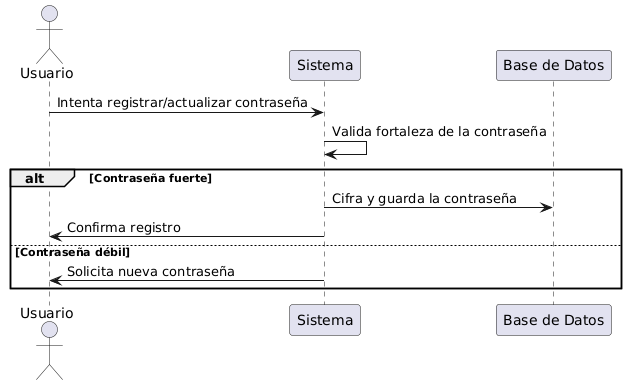 Usuario
Sistema
Base de Datos
Intenta registrar/actualizar contraseña
Valida fortaleza de la contraseña
alt [Contraseña fuerte]
Cifra y guarda la contraseña
Confirma registro
[Contraseña débil]
Solicita nueva contraseña
Usuario
Sistema
Base de Datos